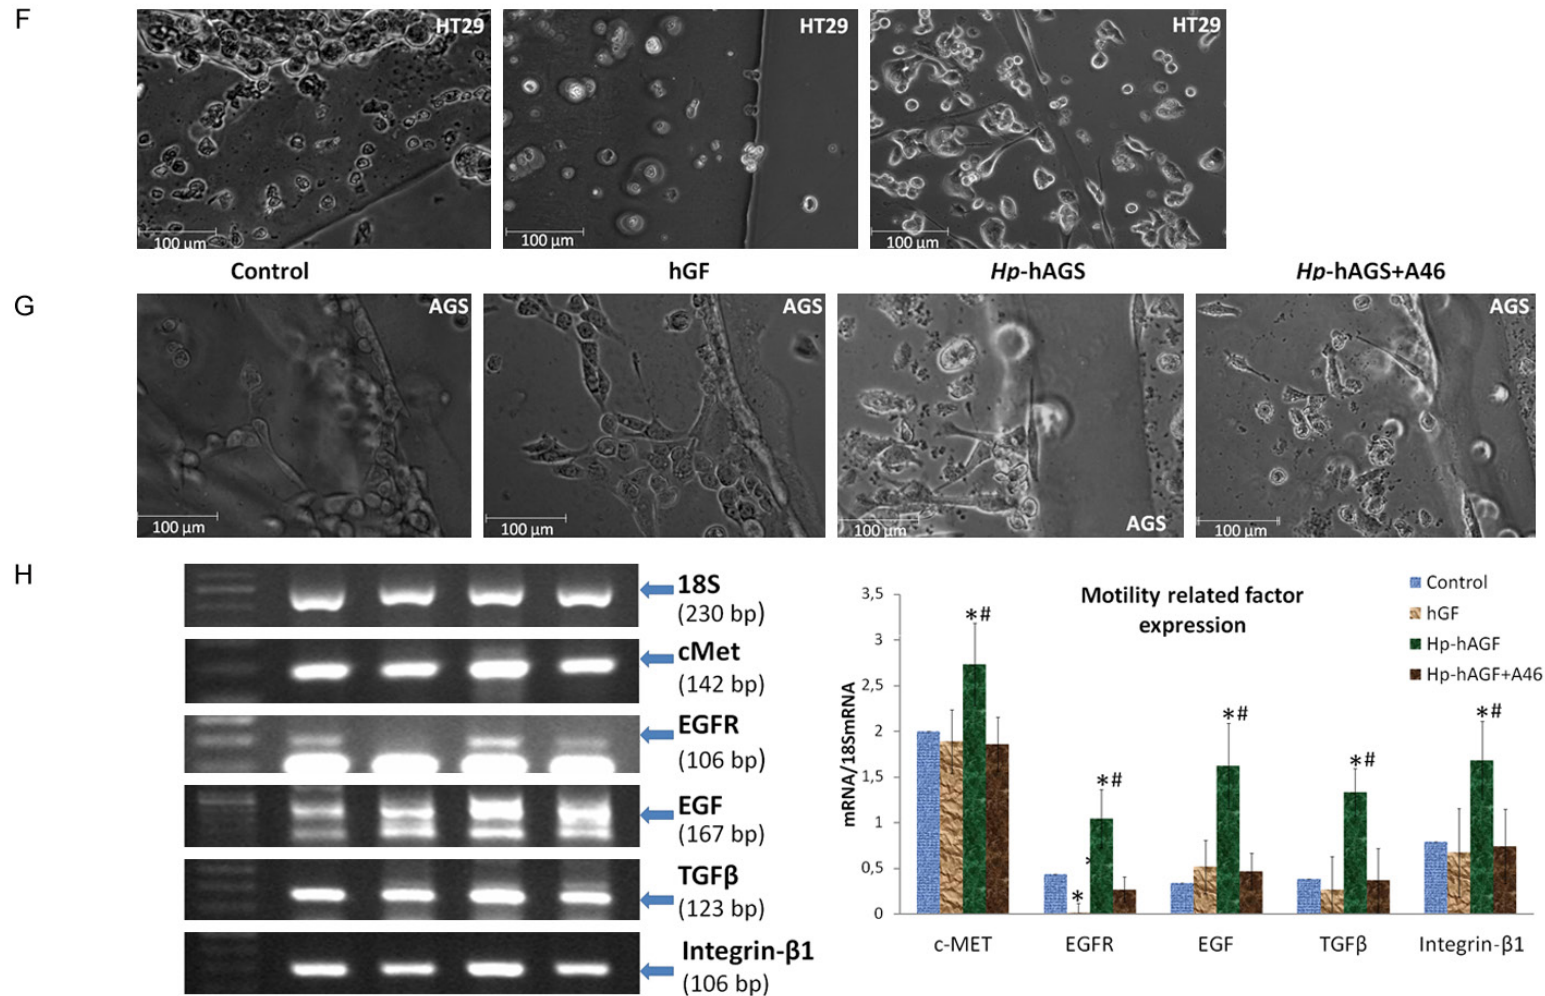 F
HT29
HT29
HT29
100 µm
100 µm
100 µm
Control
hGF
Hp-hAGS
Hp-hAGS+A46
G
AGS
AGS
AGS
AGS
100 µm
100 µm
100 µm
100 µm
H
18S
(230 bp)
cMet
(142 bp)
EGFR
(106 bp)
EGF
(167 bp)
TGFβ
(123 bp)
Integrin-β1
(106 bp)
Motility related factor
expression
Control
hGF
Hp-hAGF
Hp-hAGF+A46
mRNA/18SmRNA
3,5
3
2,5
2
1,5
1
0,5
0
*#
*
*
*#
*#
*#
*#
c-MET
EGFR
EGF
TGFβ
Integrin-β1